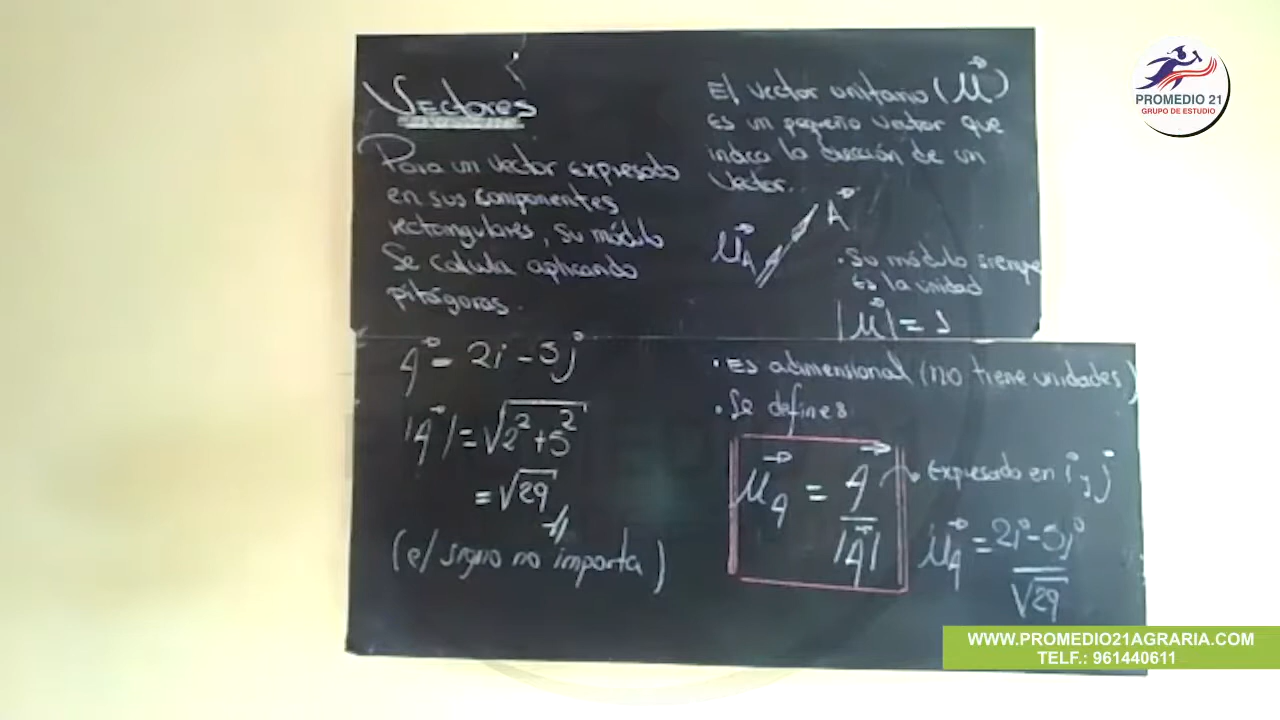 Vectores
Para un vector expresado
en sus componentes
rectangulares, su módulo
Se calcula aplicando
pitágoras.
A = 2i - 5j
|A| = √2² + 5²
= √29
(el signo no importa)
El vector unitario (μ)
Es un pequeño vector que
indica la dirección de un
Vector.
A
μA
• Su módulo siempre
Es la unidad
|μ| = 1
• Es adimensional (no tiene unidades)
• Se define:
μA = A
|A|
expresado en i y j
μA = 2i - 5j
√29
PROMEDIO 21
GRUPO DE ESTUDIO
WWW.PROMEDIO21AGRARIA.COM
TELF.: 961440611